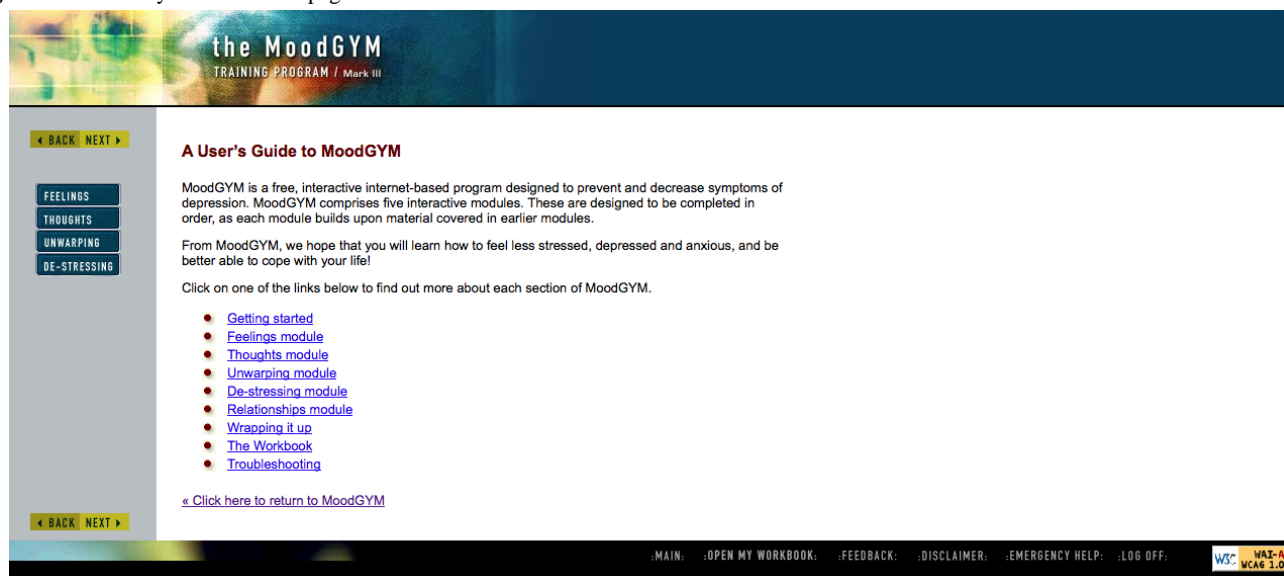 the MoodGYM
TRAINING PROGRAM / Mark III
BACK NEXT
FEELINGS
THOUGHTS
UNWARPING
DE-STRESSING
A User's Guide to MoodGYM
MoodGYM is a free, interactive internet-based program designed to prevent and decrease symptoms of
depression. MoodGYM comprises five interactive modules. These are designed to be completed in
order, as each module builds upon material covered in earlier modules.
From MoodGYM, we hope that you will learn how to feel less stressed, depressed and anxious, and be
better able to cope with your life!
Click on one of the links below to find out more about each section of MoodGYM.
Getting started
Feelings module
Thoughts module
Unwarping module
De-stressing module
Relationships module
Wrapping it up
The Workbook
Troubleshooting
« Click here to return to MoodGYM
BACK NEXT
:MAIN: :OPEN MY WORKBOOK: :FEEDBACK: :DISCLAIMER: :EMERGENCY HELP: :LOG OFF:
W3C WAI-A
WCAG 1.0